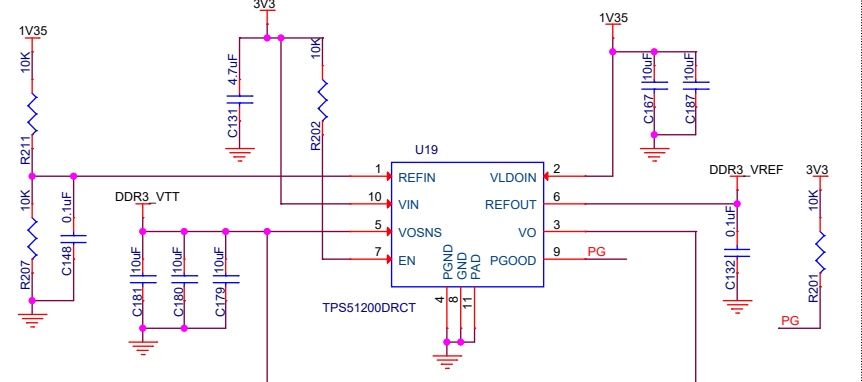 3V3
1V35
1V35
10K
4.7uF
10K
10uF
10uF
R211
C131
R202
C167
C187
U19
1 REFIN
VLDOIN 2
10 VIN
REFOUT 6
5 VOSNS
VO 3
7 EN
PGOOD 9
PG
PGND
GND
PAD
4
8
11
TPS51200DRCT
DDR3_VTT
DDR3_VREF
3V3
10K
0.1uF
10uF
10uF
10uF
0.1uF
10K
R207
C148
C181
C180
C179
C132
R201
PG